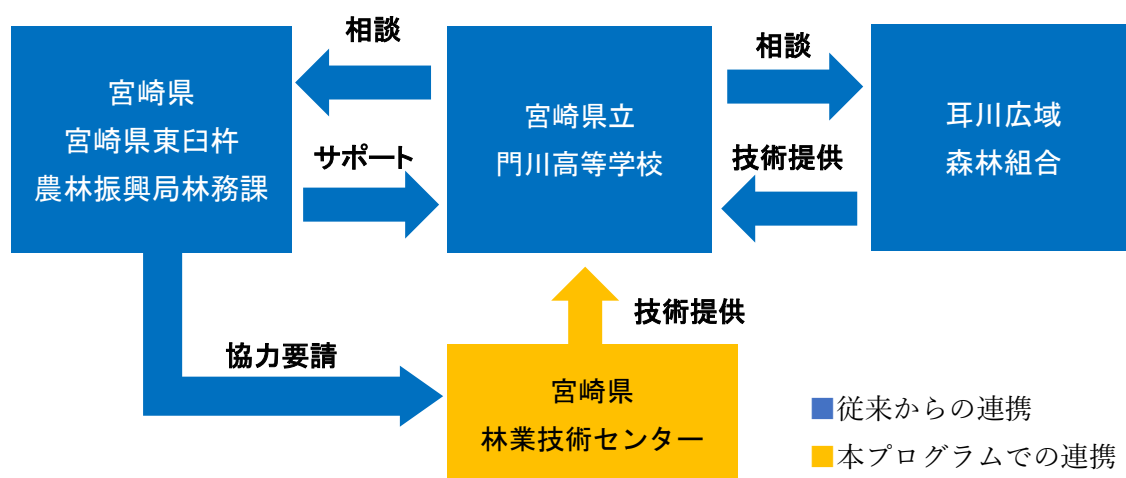 相談
宮崎県
宮崎県東臼杵
農林振興局林務課
サポート
宮崎県立
門川高等学校
相談
技術提供
耳川広域
森林組合
協力要請
技術提供
宮崎県
林業技術センター
■従来からの連携
■本プログラムでの連携